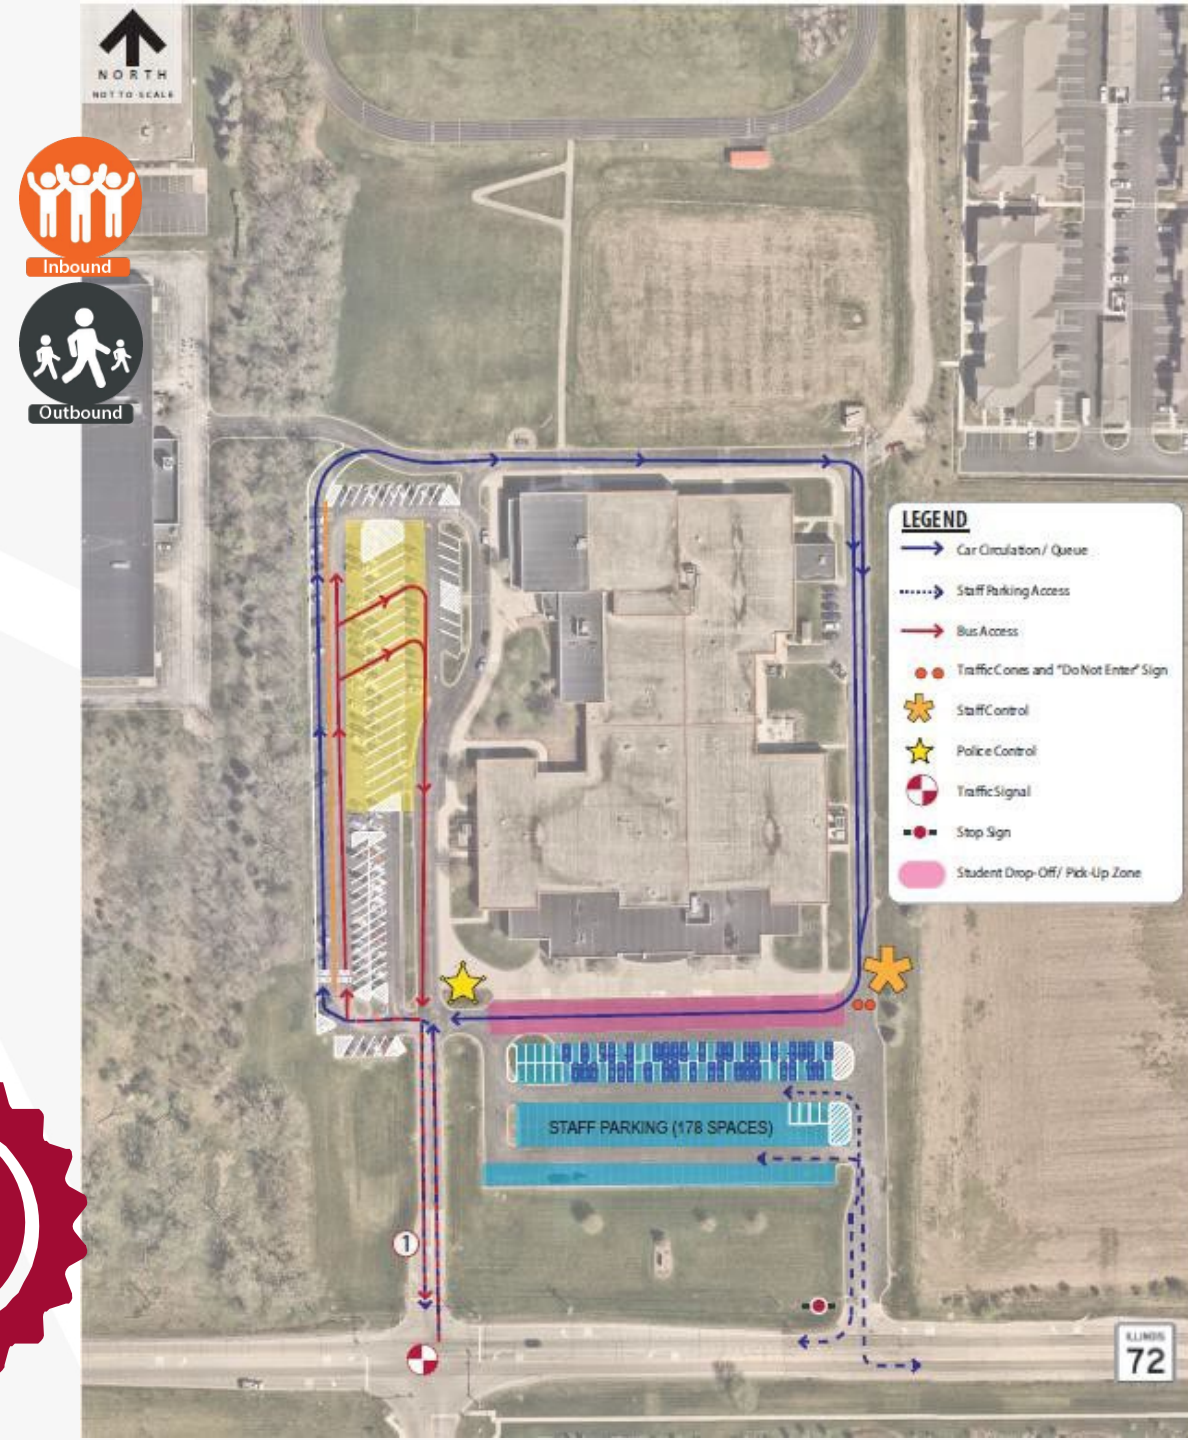 NORTH
NOT TO SCALE
Inbound
Outbound
LEGEND
Car Circulation / Queue
Staff Parking Access
Bus Access
Traffic Cones and "Do Not Enter" Sign
Staff Control
Police Control
Traffic Signal
Stop Sign
Student Drop-Off/ Pick-Up Zone
STAFF PARKING (178 SPACES)
1
ILLINOIS
72